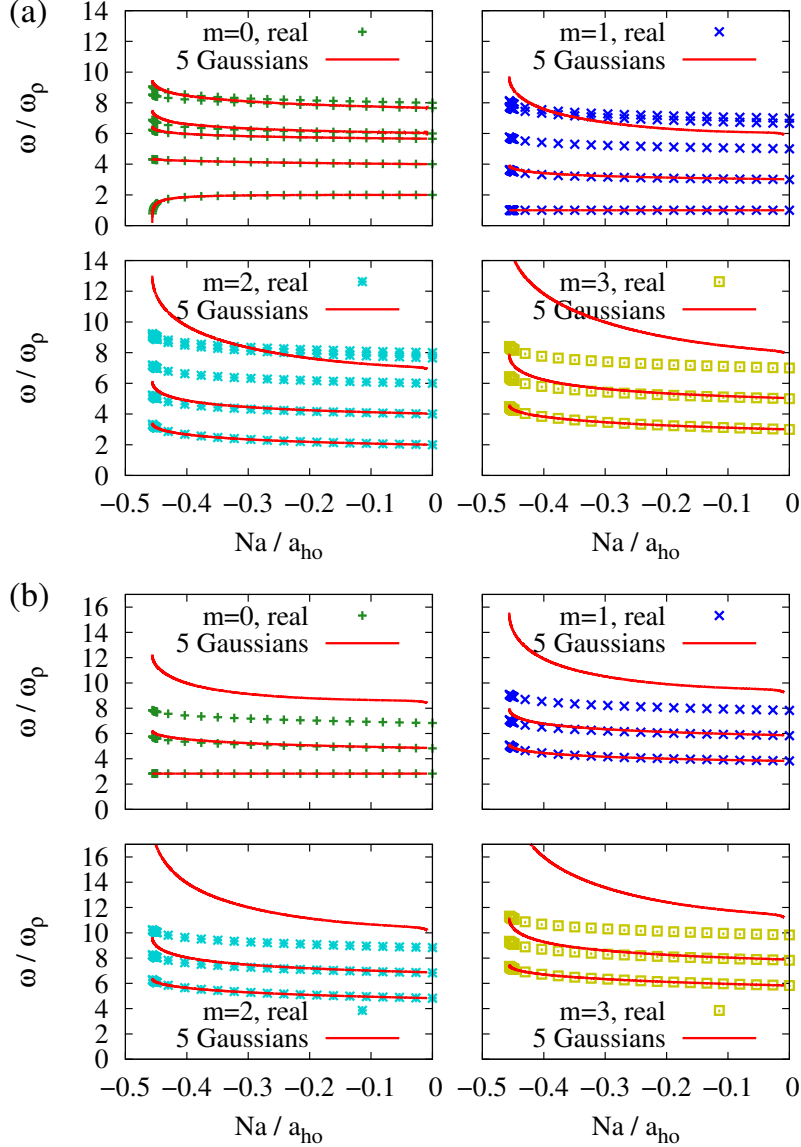 (a)
m=0, real
5 Gaussians
ω / ωρ
14
12
10
8
6
4
2
0
m=1, real
5 Gaussians
m=2, real
5 Gaussians
ω / ωρ
14
12
10
8
6
4
2
0
−0.5 −0.4 −0.3 −0.2 −0.1
Na / aho
m=3, real
5 Gaussians
−0.5 −0.4 −0.3 −0.2 −0.1 0
Na / aho
(b)
m=0, real
5 Gaussians
ω / ωρ
16
14
12
10
8
6
4
2
0
m=1, real
5 Gaussians
ω / ωρ
16
14
12
10
8
6
4
2
0
m=2, real
5 Gaussians
−0.5 −0.4 −0.3 −0.2 −0.1
Na / aho
m=3, real
5 Gaussians
−0.5 −0.4 −0.3 −0.2 −0.1 0
Na / aho